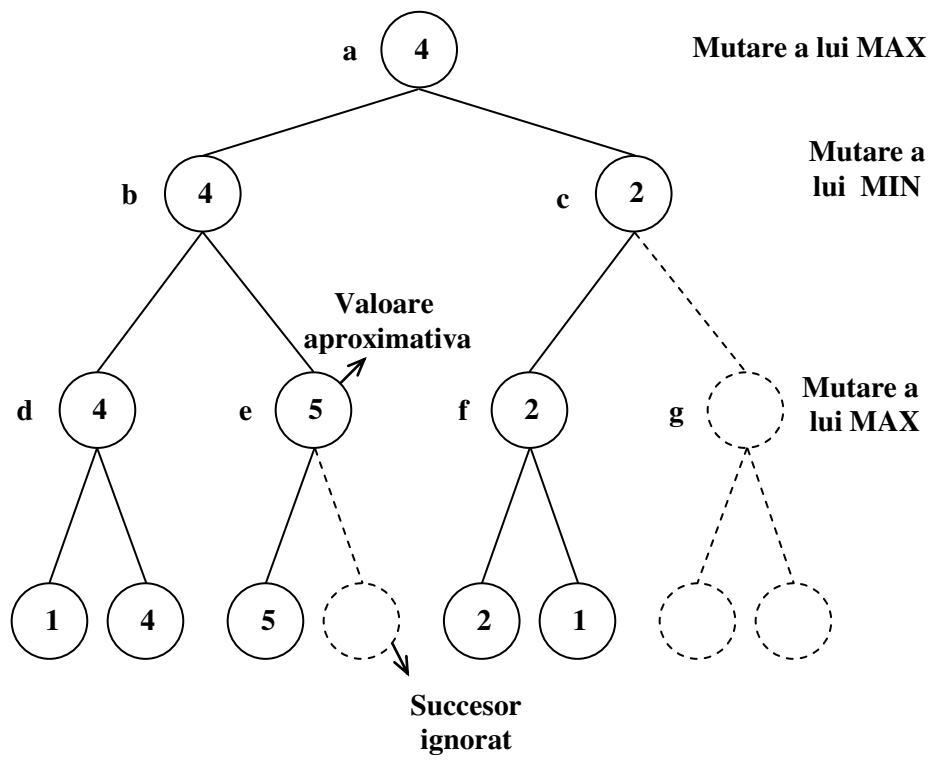 a 4 Mutare a lui MAX
Mutare a
lui MIN
b 4 c 2
Valoare
aproximativa
d 4 e 5 f 2 g
Mutare a
lui MAX
1 4 5 2 1
Succesor
ignorat